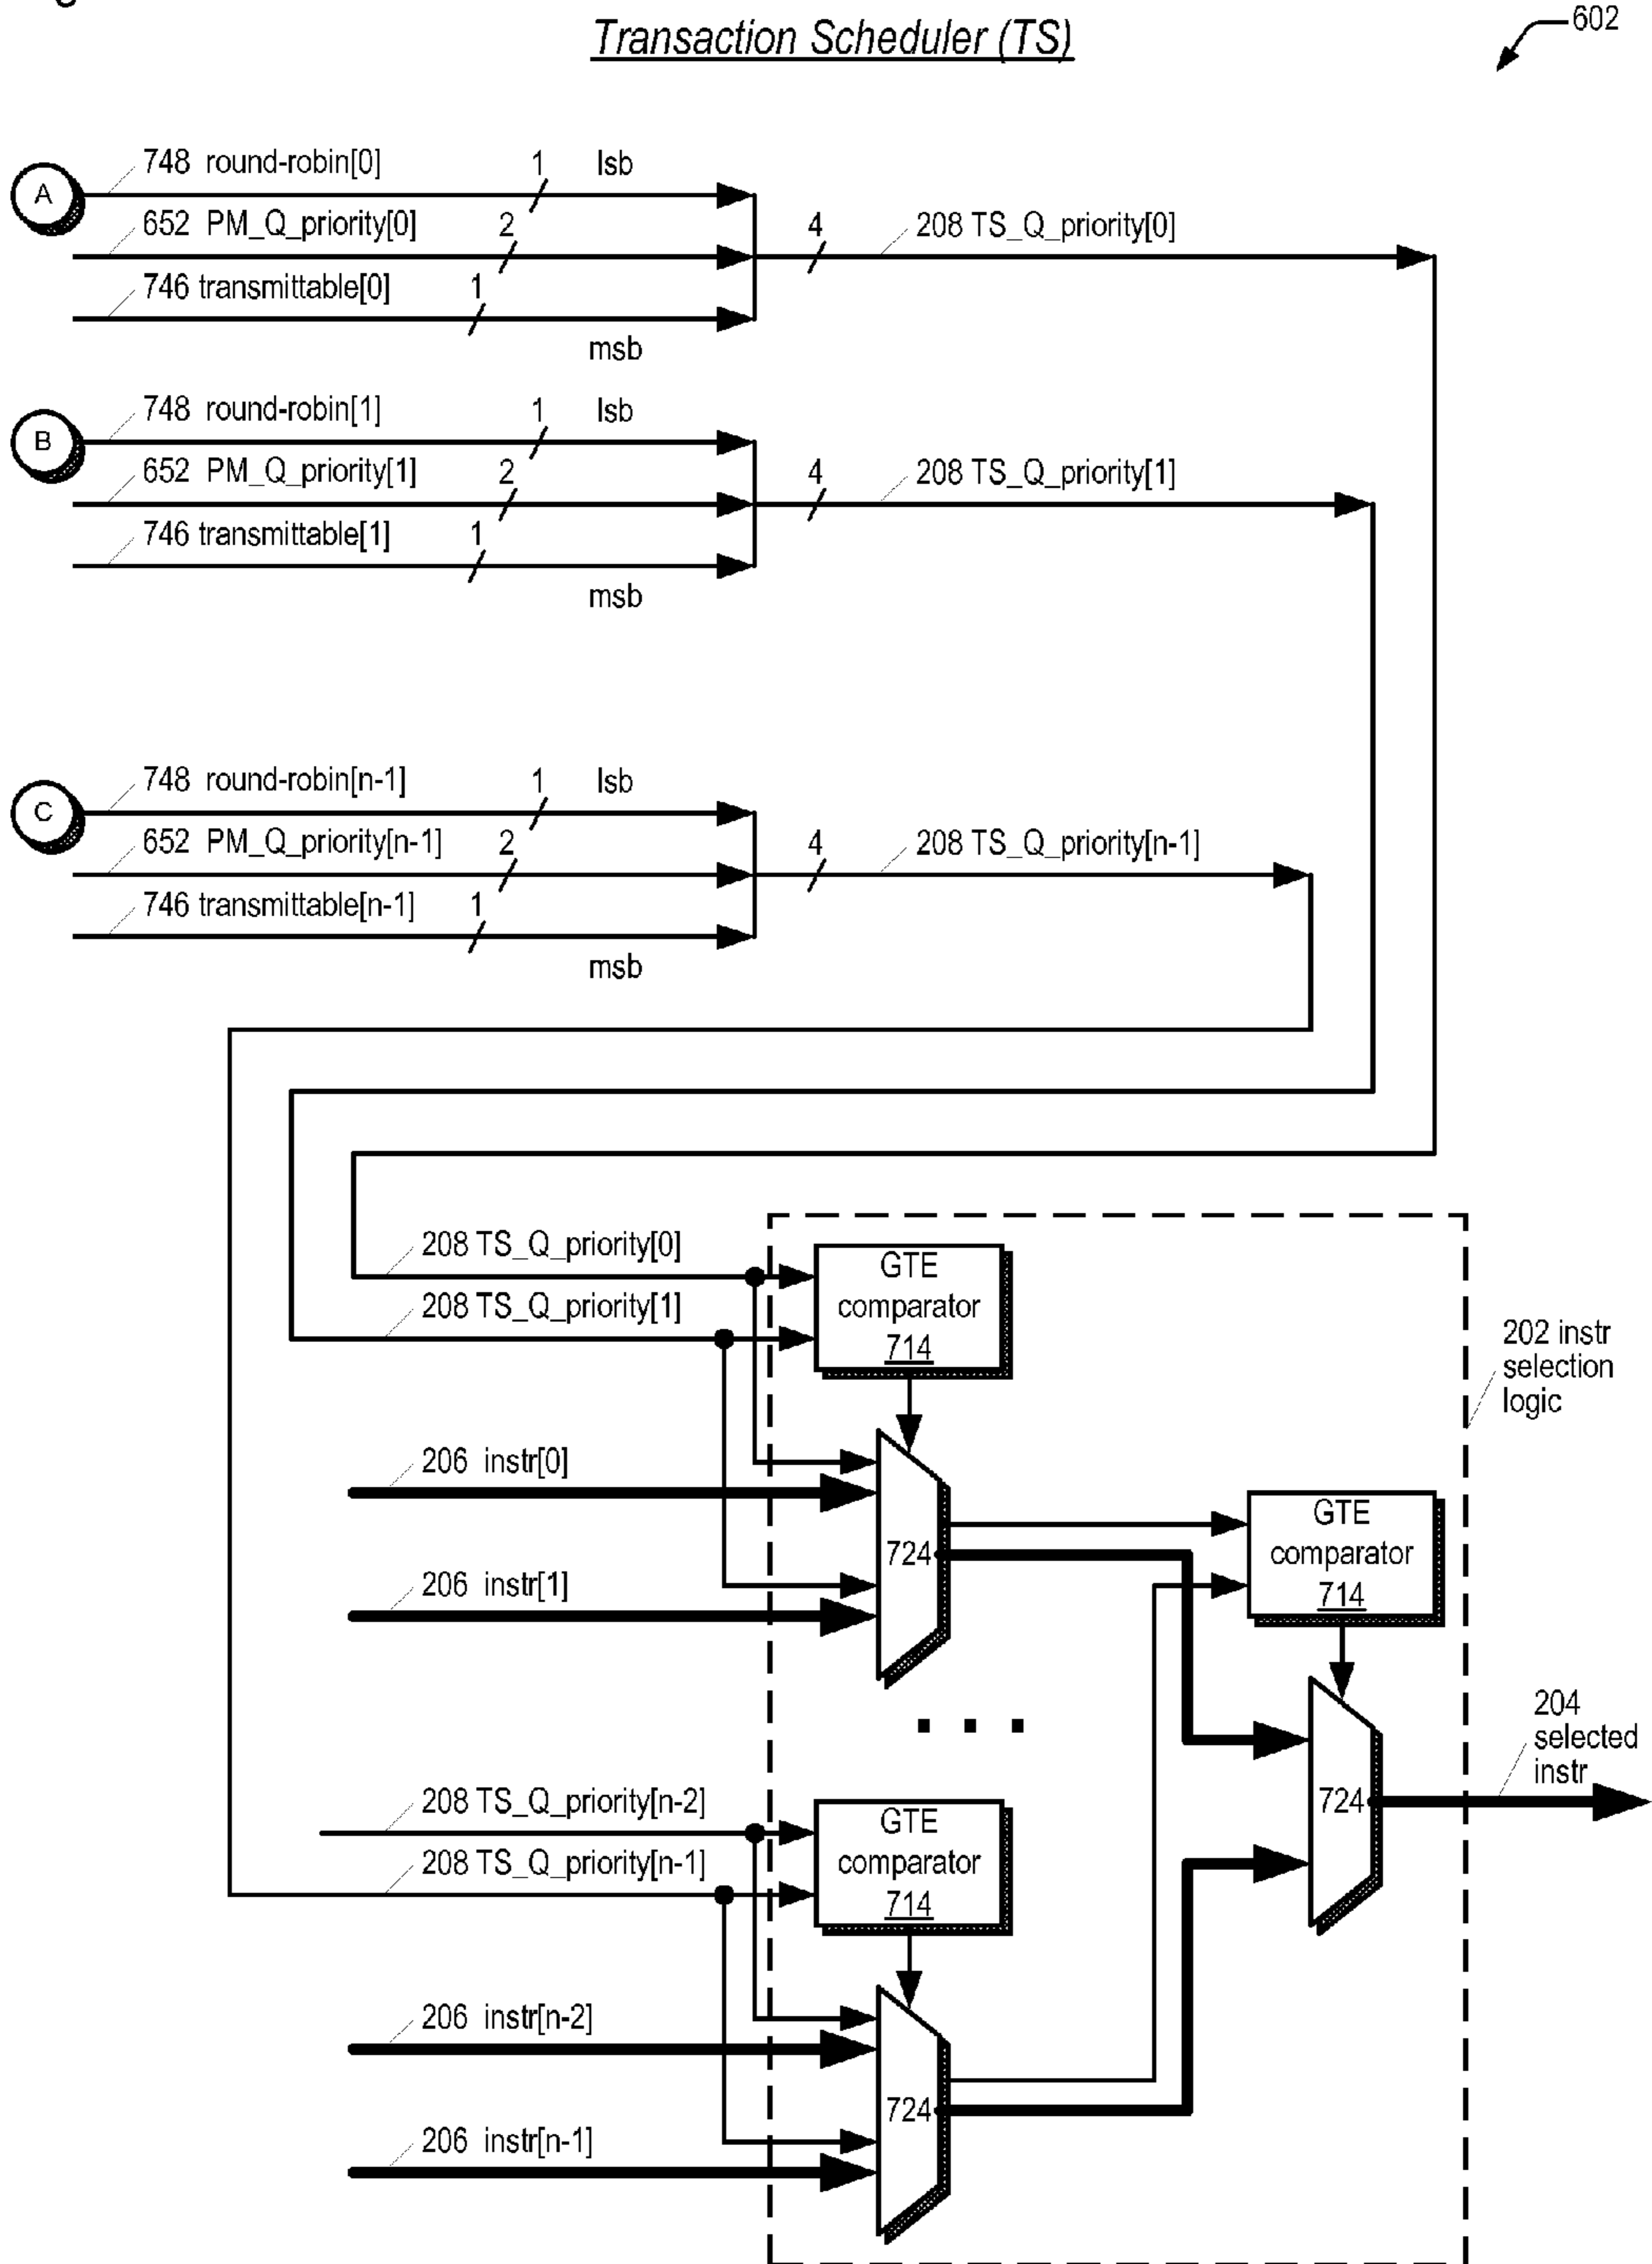 Transaction Scheduler (TS)
602
748 round-robin[0] 1 lsb
A
652 PM_Q_priority[0] 2 4 208 TS_Q_priority[0]
746 transmittable[0] 1
msb
748 round-robin[1] 1 lsb
B
652 PM_Q_priority[1] 2 4 208 TS_Q_priority[1]
746 transmittable[1] 1
msb
748 round-robin[n-1] 1 lsb
C
652 PM_Q_priority[n-1] 2 4 208 TS_Q_priority[n-1]
746 transmittable[n-1] 1
msb
208 TS_Q_priority[0]
208 TS_Q_priority[1]
GTE
comparator
714
202 instr
selection
logic
206 instr[0]
206 instr[1]
724
GTE
comparator
714
. . .
204
selected
instr
724
208 TS_Q_priority[n-2]
208 TS_Q_priority[n-1]
GTE
comparator
714
206 instr[n-2]
206 instr[n-1]
724